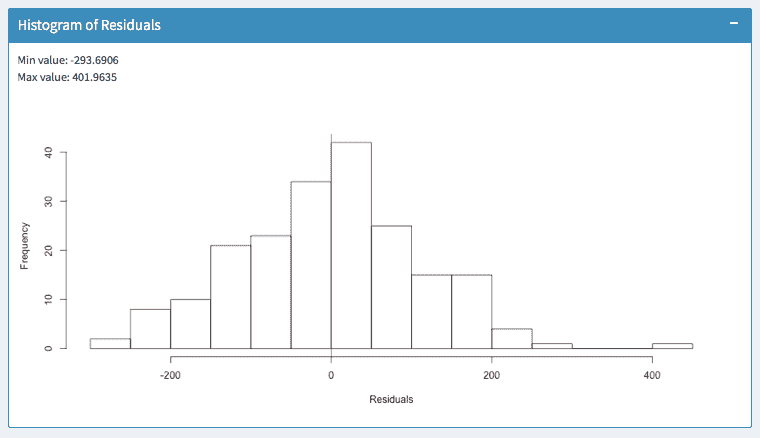 Histogram of Residuals
Min value: -293.6906
Max value: 401.9635
40
30
20
10
0
Frequency
-200 0 200 400
Residuals